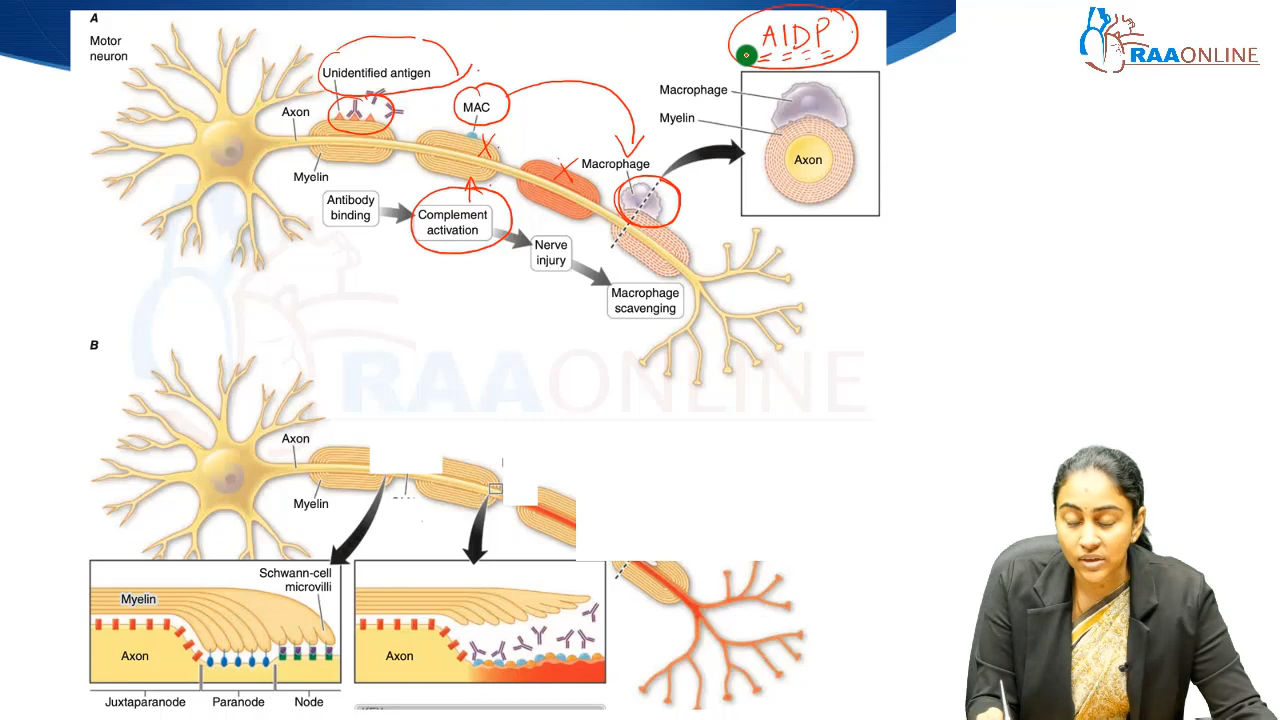 A
Motor
neuron
AIDP
RAAONLINE
Unidentified antigen
Axon
MAC
Macrophage
Myelin
Axon
Macrophage
Myelin
Antibody
binding
Complement
activation
Nerve
injury
Macrophage
scavenging
B
RAAONLINE
Axon
Myelin
Schwann-cell
microvilli
Myelin
Axon
Axon
Juxtaparanode
Paranode
Node